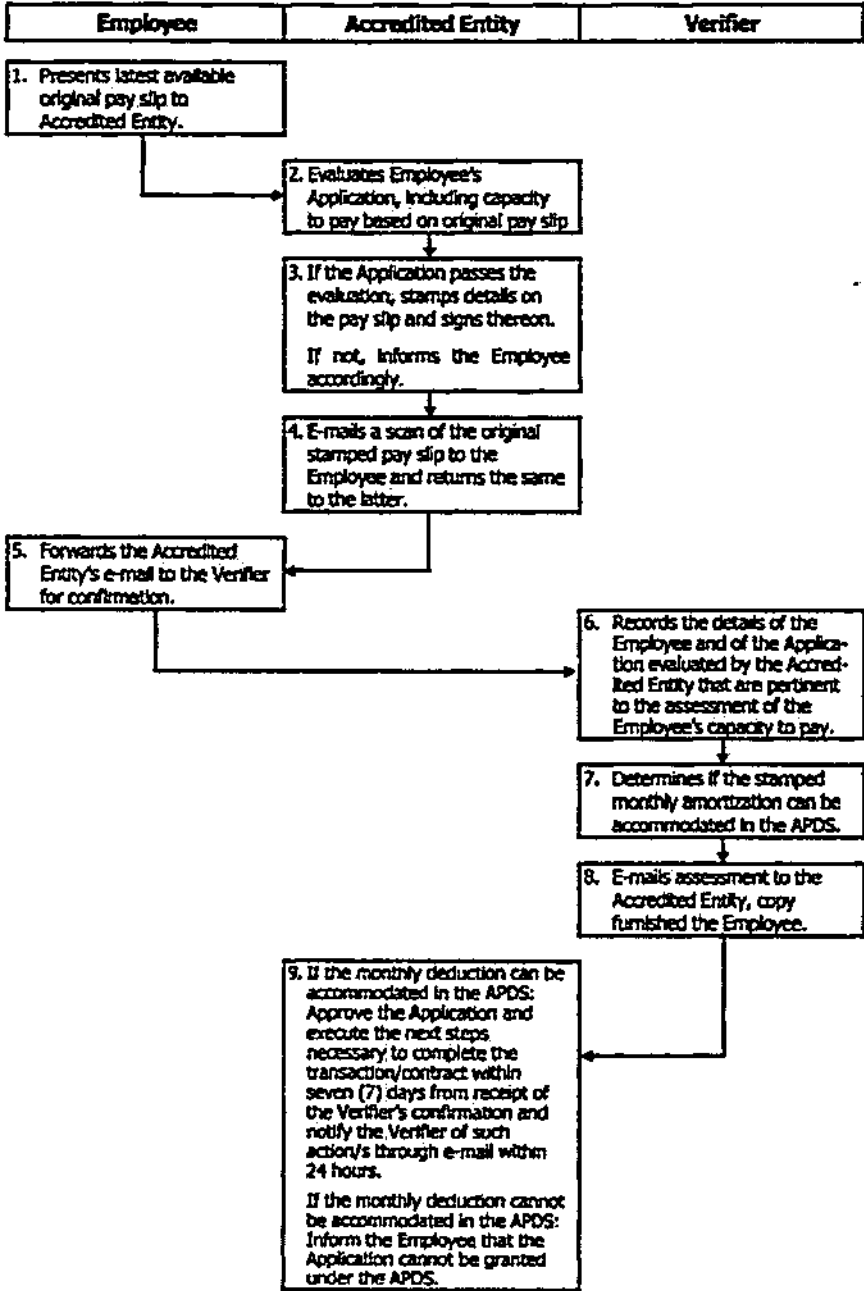 Employee
Accredited Entity
Verifier
1. Presents latest available
original pay slip to
Accredited Entity.
2. Evaluates Employee's
Application, including capacity
to pay based on original pay slip
3. If the Application passes the
evaluation, stamps details on
the pay slip and signs thereon.
If not, informs the Employee
accordingly.
4. E-mails a scan of the original
stamped pay slip to the
Employee and returns the same
to the latter.
5. Forwards the Accredited
Entity's e-mail to the Verifier
for confirmation.
6. Records the details of the
Employee and of the Applica-
tion evaluated by the Accred-
ited Entity that are pertinent
to the assessment of the
Employee's capacity to pay.
7. Determines if the stamped
monthly amortization can be
accommodated in the APDS.
8. E-mails assessment to the
Accredited Entity, copy
furnished the Employee.
9. If the monthly deduction can be
accommodated in the APDS:
Approve the Application and
execute the next steps
necessary to complete the
transaction/contract within
seven (7) days from receipt of
the Verifier's confirmation and
notify the Verifier of such
action/s through e-mail within
24 hours.
If the monthly deduction cannot
be accommodated in the APDS:
Inform the Employee that the
Application cannot be granted
under the APDS.